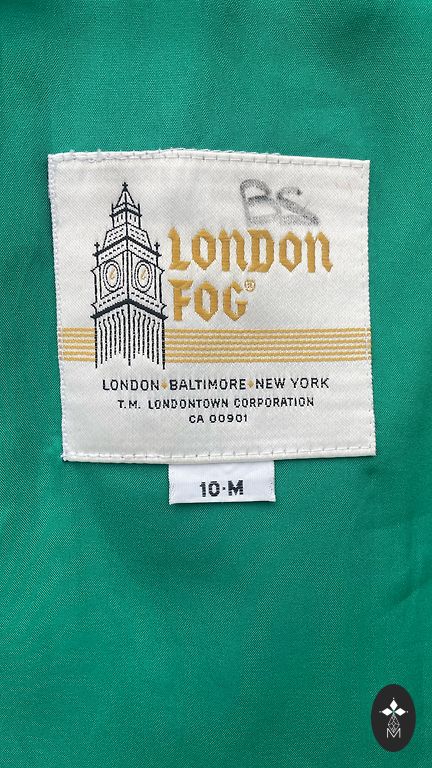 BS
LONDON
FOG®
LONDON·BALTIMORE·NEW YORK
T.M. LONDONTOWN CORPORATION
CA 00901
10·M
M